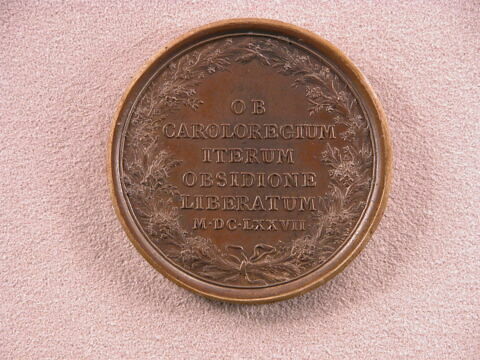 OB
CAROLOREGIUM
ITERUM
OBSIDIONE
LIBERATUM
M·DC·LXXVII